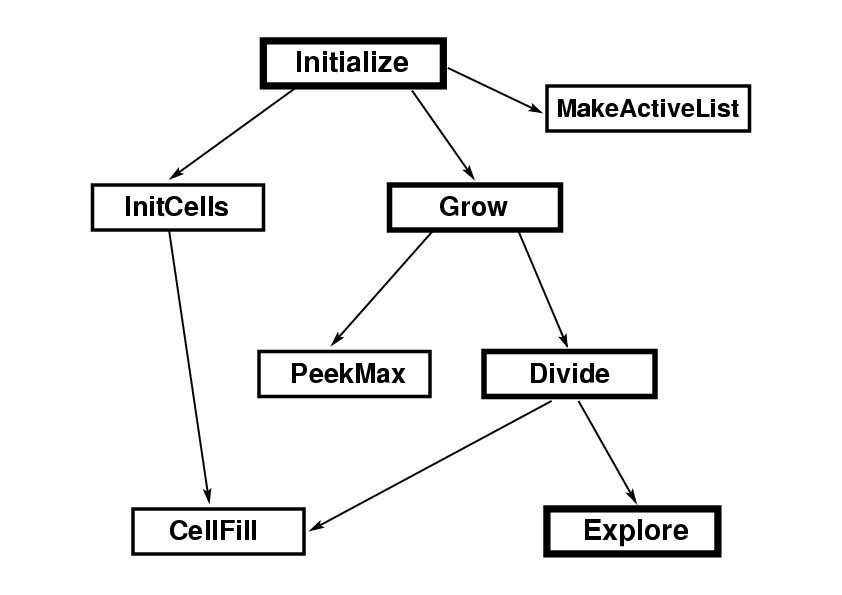 Initialize
MakeActiveList
InitCells
Grow
PeekMax
Divide
CellFill
Explore